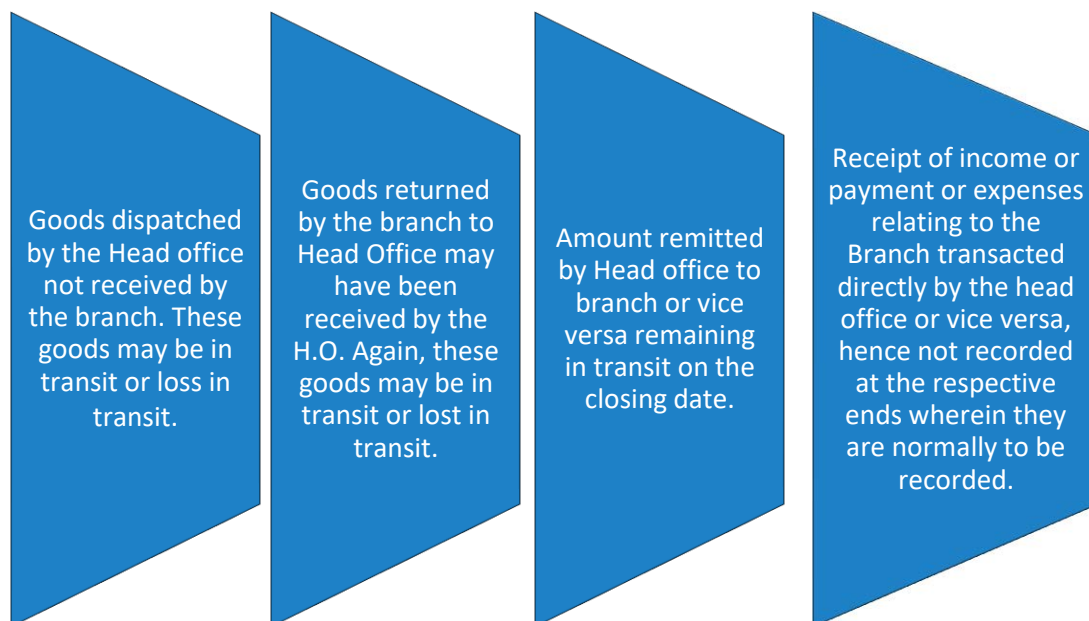 Goods dispatched
by the Head office
not received by
the branch. These
goods may be in
transit or loss in
transit.
Goods returned
by the branch to
Head Office may
have been
received by the
H.O. Again, these
goods may be in
transit or lost in
transit.
Amount remitted
by Head office to
branch or vice
versa remaining
in transit on the
closing date.
Receipt of income or
payment or expenses
relating to the
Branch transacted
directly by the head
office or vice versa,
hence not recorded
at the respective
ends wherein they
are normally to be
recorded.